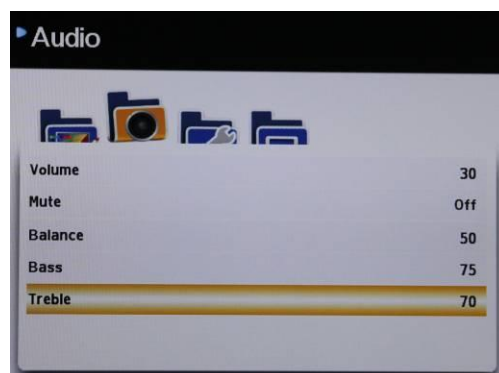 Audio
Volume 30
Mute Off
Balance 50
Bass 75
Treble 70